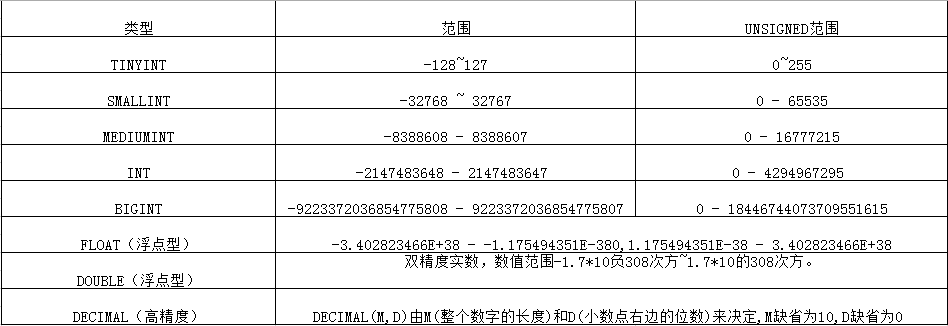 类型 范围 UNSIGNED范围
TINYINT -128~127 0~255
SMALLINT -32768 ~ 32767 0 - 65535
MEDIUMINT -8388608 - 8388607 0 - 16777215
INT -2147483648 - 2147483647 0 - 4294967295
BIGINT -9223372036854775808 - 9223372036854775807 0 - 18446744073709551615
FLOAT（浮点型） -3.402823466E+38 - -1.175494351E-380,1.175494351E-38 - 3.402823466E+38
双精度实数，数值范围-1.7*10负308次方~1.7*10的308次方。
DOUBLE（浮点型）
DECIMAL（高精度） DECIMAL(M,D)由M(整个数字的长度)和D(小数点右边的位数)来决定,M缺省为10,D缺省为0